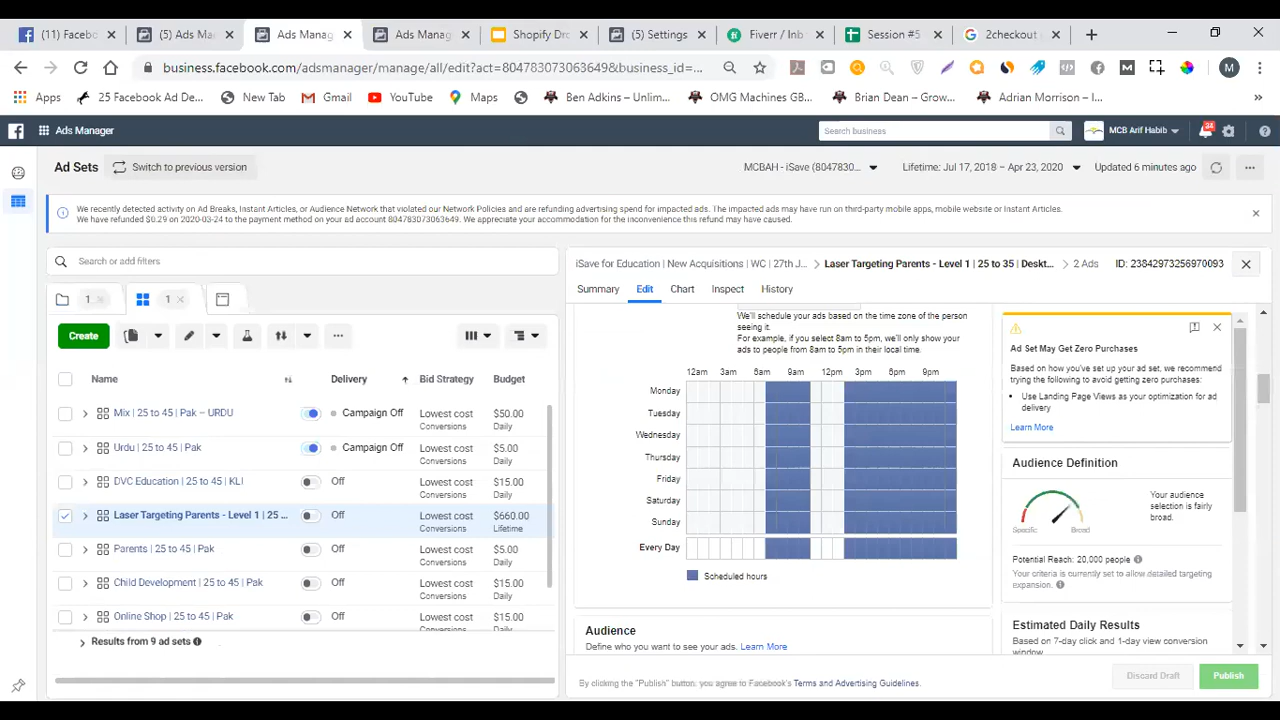 (11) Facebo
(5) Ads Ma
Ads Manag
Ads Manag
Shopify Dro
(5) Settings
Fiverr / Inb
Session #5
2checkout a
business.facebook.com/adsmanager/manage/all/edit?act=804783073063649&business_id=...
M
Apps
25 Facebook Ad De...
New Tab
Gmail
YouTube
Maps
Ben Adkins – Unlim...
OMG Machines GB...
Brian Dean – Grow...
Adrian Morrison – I...
Ads Manager
Search business
MCB Arif Habib
34
Ad Sets
Switch to previous version
MCBAH - iSave (8047830...
Lifetime: Jul 17, 2018 – Apr 23, 2020
Updated 6 minutes ago
We recently detected activity on Ad Breaks, Instant Articles, or Audience Network that violated our Network Policies and are refunding advertising spend for impacted ads. The impacted ads may have run on third-party mobile apps, mobile website or Instant Articles.
We have refunded $0.29 on 2020-03-24 to the payment method on your ad account 804783073063649. We appreciate your accommodation for the inconvenience this refund may have caused.
Search or add filters
1
1
Create
Name
Delivery
Bid Strategy
Budget
Mix | 25 to 45 | Pak – URDU
Campaign Off
Lowest cost
Conversions
$50.00
Daily
Urdu | 25 to 45 | Pak
Campaign Off
Lowest cost
Conversions
$5.00
Daily
DVC Education | 25 to 45 | KLI
Off
Lowest cost
Conversions
$15.00
Daily
Laser Targeting Parents - Level 1 | 25 ...
Off
Lowest cost
Conversions
$660.00
Lifetime
Parents | 25 to 45 | Pak
Off
Lowest cost
Conversions
$5.00
Daily
Child Development | 25 to 45 | Pak
Off
Lowest cost
Conversions
$15.00
Daily
Online Shop | 25 to 45 | Pak
Off
Lowest cost
Conversions
$15.00
Daily
Results from 9 ad sets
iSave for Education | New Acquisitions | WC | 27th J...
Laser Targeting Parents - Level 1 | 25 to 35 | Deskt...
2 Ads
ID: 23842973256970093
Summary
Edit
Chart
Inspect
History
We'll schedule your ads based on the time zone of the person
seeing it.
For example, if you select 8am to 5pm, we'll only show your
ads to people from 8am to 5pm in their local time.
12am 3am 6am 9am 12pm 3pm 6pm 9pm
Monday
Tuesday
Wednesday
Thursday
Friday
Saturday
Sunday
Every Day
Scheduled hours
Audience
Define who you want to see your ads. Learn More
Ad Set May Get Zero Purchases
Based on how you've set up your ad set, we recommend
trying the following to avoid getting zero purchases:
Use Landing Page Views as your optimization for ad
delivery
Learn More
Audience Definition
Specific
Broad
Your audience
selection is fairly
broad.
Potential Reach: 20,000 people
Your criteria is currently set to allow detailed targeting
expansion.
Estimated Daily Results
Based on 7-day click and 1-day view conversion
window
By clicking the "Publish" button, you agree to Facebook's Terms and Advertising Guidelines.
Discard Draft
Publish